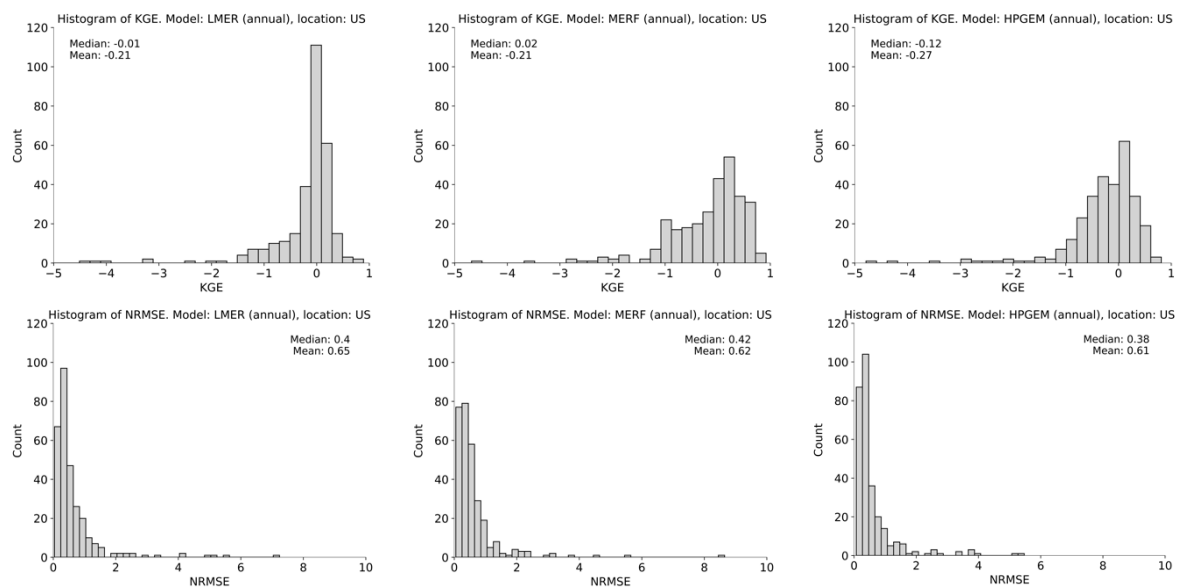 Histogram of KGE. Model: LMER (annual), location: US
Median: -0.01
Mean: -0.21
120
100
80
60
40
20
0
Count
−5 −4 −3 −2 −1 0 1
KGE
Histogram of KGE. Model: MERF (annual), location: US
Median: 0.02
Mean: -0.21
120
100
80
60
40
20
0
Count
−5 −4 −3 −2 −1 0 1
KGE
Histogram of KGE. Model: HPGEM (annual), location: US
Median: -0.12
Mean: -0.27
120
100
80
60
40
20
0
Count
−5 −4 −3 −2 −1 0 1
KGE
Histogram of NRMSE. Model: LMER (annual), location: US
Median: 0.4
Mean: 0.65
120
100
80
60
40
20
0
Count
0 2 4 6 8 10
NRMSE
Histogram of NRMSE. Model: MERF (annual), location: US
Median: 0.42
Mean: 0.62
120
100
80
60
40
20
0
Count
0 2 4 6 8 10
NRMSE
Histogram of NRMSE. Model: HPGEM (annual), location: US
Median: 0.38
Mean: 0.61
120
100
80
60
40
20
0
Count
0 2 4 6 8 10
NRMSE